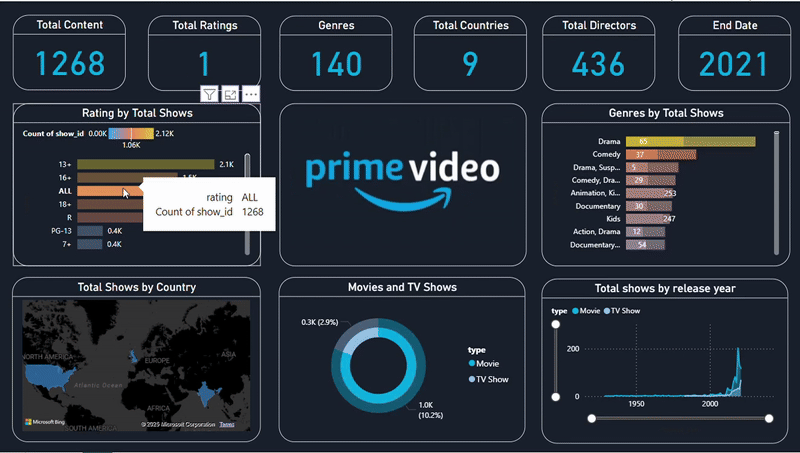 Total Content
1268
Total Ratings
1
Genres
140
Total Countries
9
Total Directors
436
End Date
2021
Rating by Total Shows
Count of show_id 0.00K 2.12K
1.06K
13+ 2.1K
16+ 1.5K
ALL
18+
R
PG-13 0.4K
7+ 0.4K
rating ALL
Count of show_id 1268
prime video
Genres by Total Shows
Drama 65
Comedy 37
Drama, Susp... 5
Comedy, Dra... 29
Animation, Ki... 253
Documentary 30
Kids 247
Action, Drama 12
Documentary... 54
Total Shows by Country
NORTH AMERICA
EUROPE
ASIA
Atlantic Ocean
AFRICA
SOUTH AMERICA
Microsoft Bing
© 2025 Microsoft Corporation Terms
Movies and TV Shows
0.3K (2.9%)
1.0K
(10.2%)
type
Movie
TV Show
Total shows by release year
type Movie TV Show
200
0
1950
2000